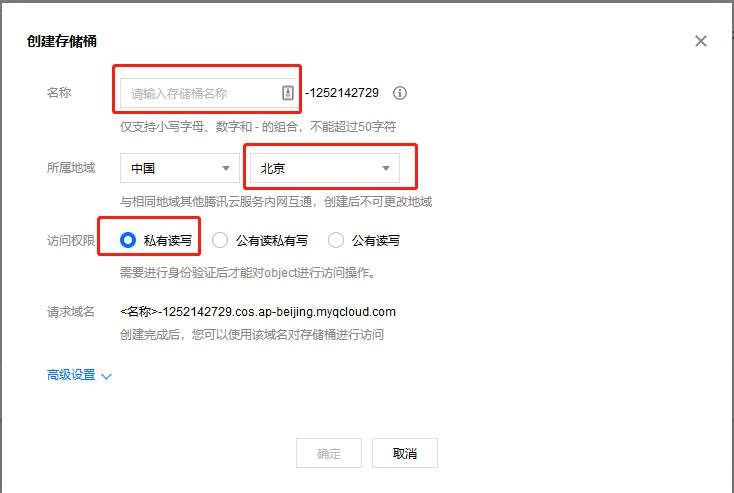 创建存储桶
名称 请输入存储桶名称 -1252142729
仅支持小写字母、数字和 - 的组合，不能超过50字符
所属地域 中国 北京
与相同地域其他腾讯云服务内网互通，创建后不可更改地域
访问权限 私有读写 公有读私有写 公有读写
需要进行身份验证后才能对object进行访问操作。
请求域名 <名称>-1252142729.cos.ap-beijing.myqcloud.com
创建完成后，您可以使用该域名对存储桶进行访问
高级设置
确定 取消